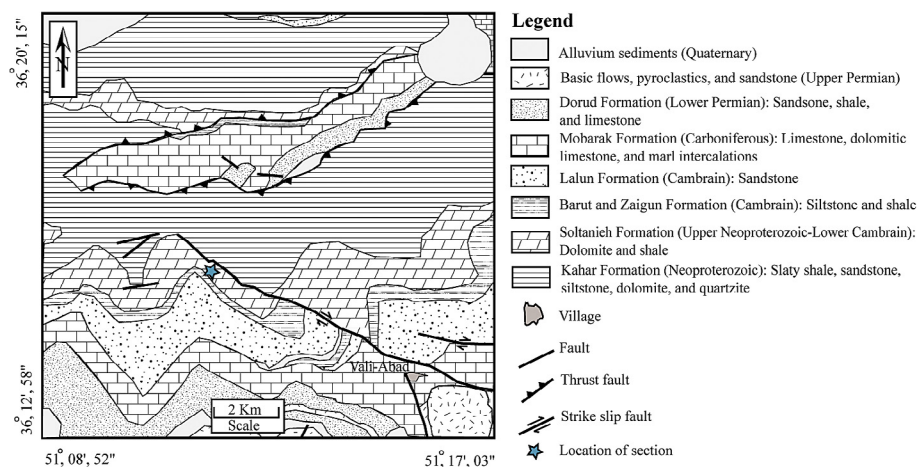 36° 20', 15"
N
36° 12', 58"
Vali-Abad
2 Km
Scale
51°, 08', 52"
51°, 17', 03"
Legend
Alluvium sediments (Quaternary)
Basic flows, pyroclastics, and sandstone (Upper Permian)
Dorud Formation (Lower Permian): Sandsone, shale,
and limestone
Mobarak Formation (Carboniferous): Limestone, dolomitic
limestone, and marl intercalations
Lalun Formation (Cambrain): Sandstone
Barut and Zaigun Formation (Cambrain): Siltstone and shale
Soltanieh Formation (Upper Neoproterozoic-Lower Cambrain):
Dolomite and shale
Kahar Formation (Neoproterozoic): Slaty shale, sandstone,
siltstone, dolomite, and quartzite
Village
Fault
Thrust fault
Strike slip fault
Location of section